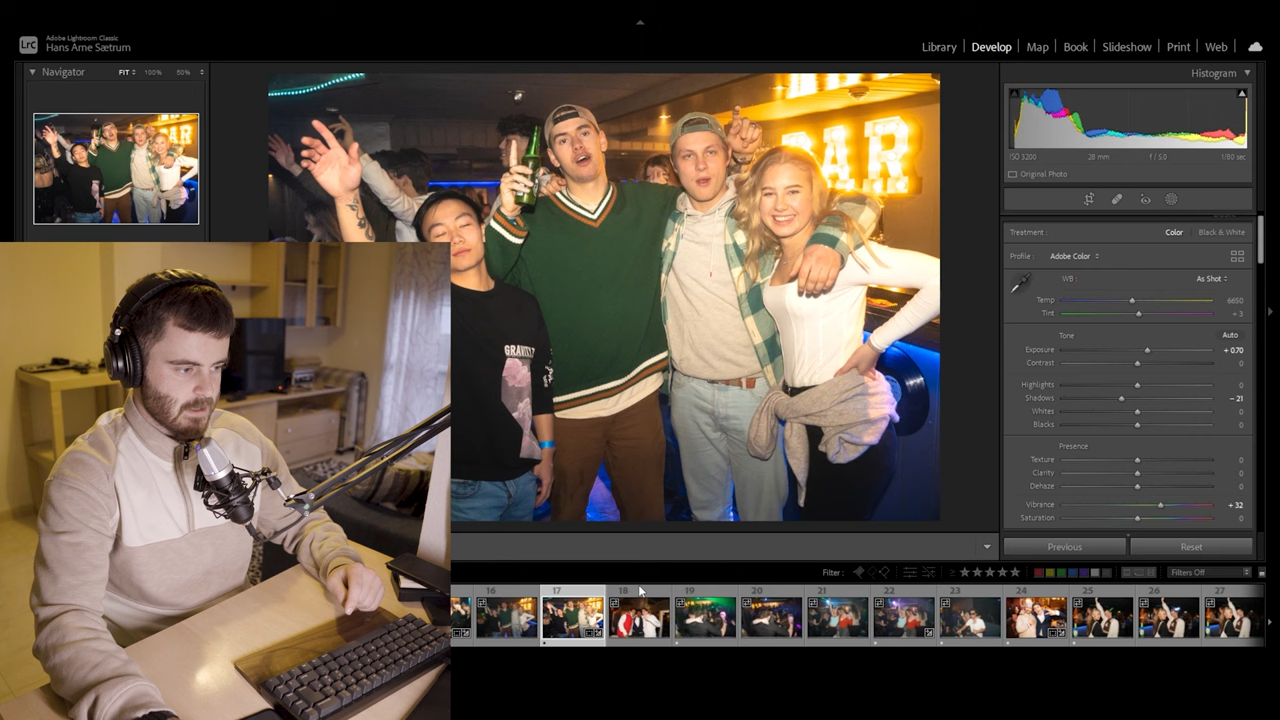 LrC
Adobe Lightroom Classic
Hans Arne Sætrum
Library | Develop | Map | Book | Slideshow | Print | Web
Navigator
FIT 100% 50%
BAR
BAR
GRAVITY
Histogram
ISO 3200 28 mm f / 5.0 1/80 sec
Original Photo
Treatment : Color Black & White
Profile : Adobe Color
WB : As Shot
Temp 6650
Tint + 3
Tone Auto
Exposure + 0.70
Contrast 0
Highlights 0
Shadows − 21
Whites 0
Blacks 0
Presence
Texture 0
Clarity 0
Dehaze 0
Vibrance + 32
Saturation 0
Previous Reset
Filter : Filters Off
16 17 18 19 20 21 22 23 24 25 26 27